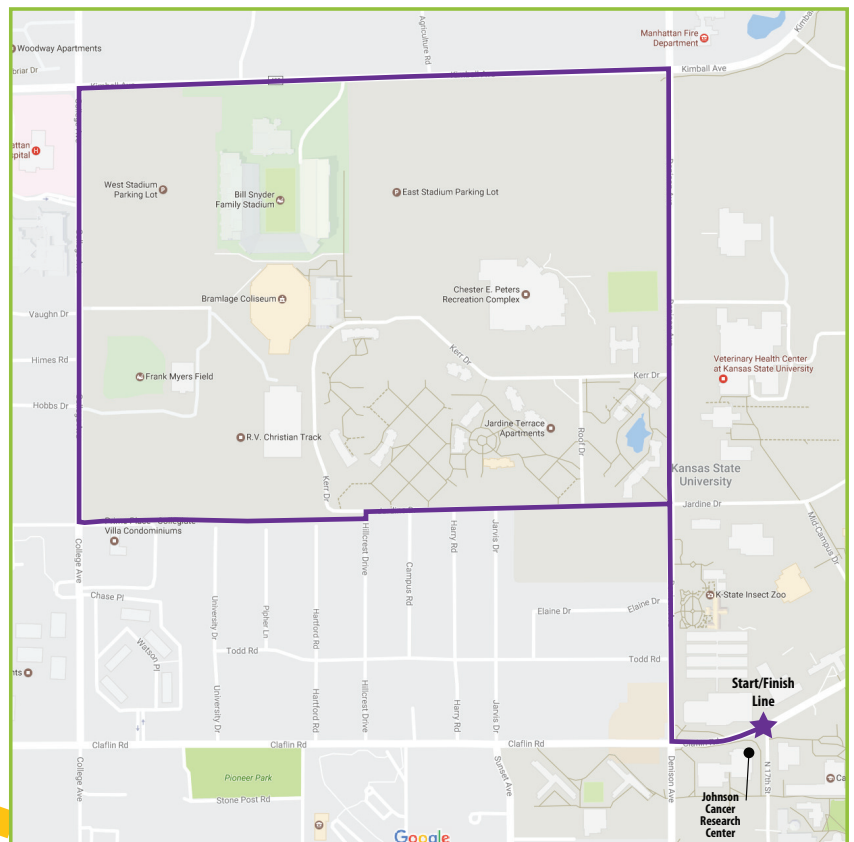 Woodway Apartments
Agriculture Rd
Manhattan Fire
Department
Kimball Ave
Kimball Ave
Kimball Ave
College Ave
West Stadium
Parking Lot
Bill Snyder
Family Stadium
East Stadium Parking Lot
College Ave
Bramlage Coliseum
Chester E. Peters
Recreation Complex
Vaughn Dr
Himes Rd
Hobbs Dr
Frank Myers Field
Kerr Dr
Kerr Dr
Veterinary Health Center
at Kansas State University
R.V. Christian Track
Jardine Terrace
Apartments
Roof Dr
Kerr Dr
Kansas State
University
Jardine Dr
Mid Campus Dr
Villa Condominiums
College Ave
Hillcrest Drive
Campus Rd
Harry Rd
Jarvis Dr
Chase Pl
Watson Pl
University Dr
Pipher Ln
Hartford Rd
Elaine Dr
Elaine Dr
K-State Insect Zoo
Todd Rd
Todd Rd
University Dr
Hartford Rd
Hillcrest Drive
Harry Rd
Jarvis Dr
Start/Finish
Line
Claflin Rd
Claflin Rd
Claflin Rd
College Ave
Pioneer Park
Stone Post Rd
Sunset Ave
Denison Ave
N 17th St
Johnson
Cancer
Research
Center
Google